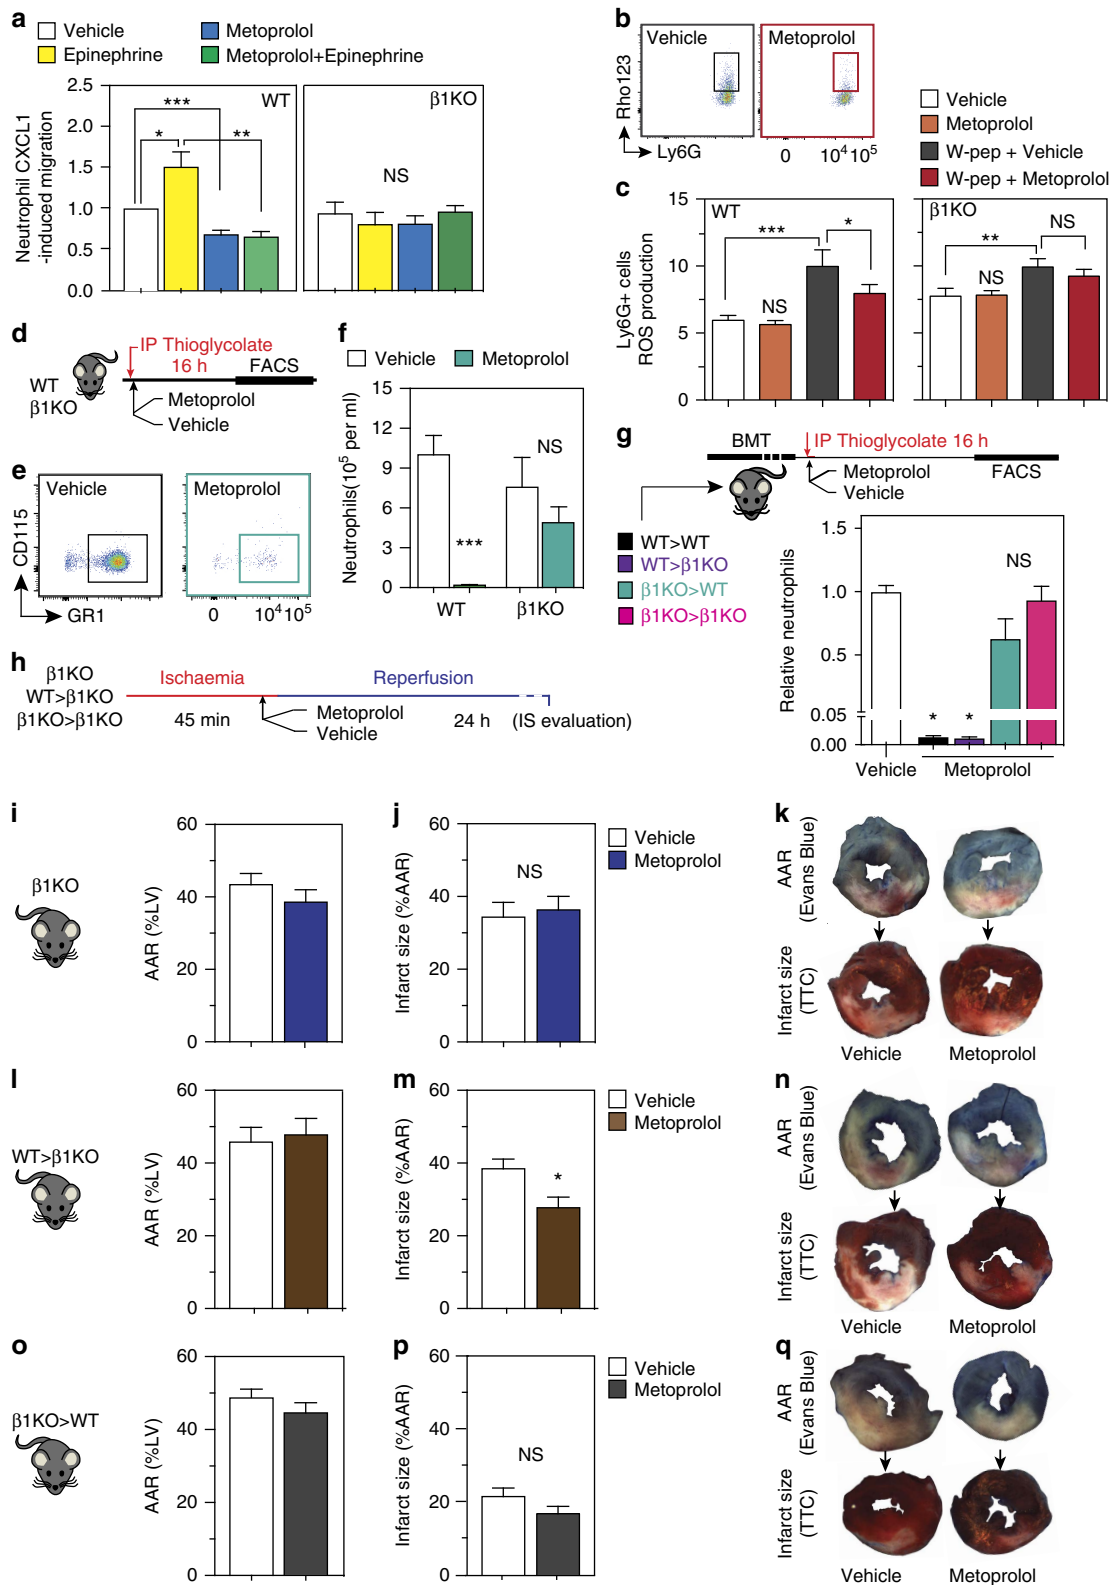 a
Vehicle
Metoprolol
Epinephrine
Metoprolol+Epinephrine
Neutrophil CXCL1
-induced migration
2.5
2.0
1.5
1.0
0.5
0.0
WT
***
*
**
β1KO
NS
b
Vehicle
Metoprolol
Rho123
Ly6G
0
10⁴ 10⁵
Vehicle
Metoprolol
W-pep + Vehicle
W-pep + Metoprolol
c
Ly6G+ cells
ROS production
15
10
5
0
WT
***
*
NS
β1KO
**
NS
NS
d
WT
β1KO
IP Thioglycolate
16 h
FACS
Metoprolol
Vehicle
e
Vehicle
Metoprolol
CD115
GR1
0
10⁴ 10⁵
f
Vehicle
Metoprolol
Neutrophils(10⁵ per ml)
15
12
9
6
3
0
***
NS
WT
β1KO
g
BMT
IP Thioglycolate 16 h
Metoprolol
Vehicle
FACS
WT>WT
WT>β1KO
β1KO>WT
β1KO>β1KO
Relative neutrophils
1.5
1.0
0.5
0.05
0.00
*
*
NS
Vehicle
Metoprolol
h
β1KO
WT>β1KO
β1KO>β1KO
Ischaemia
Reperfusion
45 min
Metoprolol
Vehicle
24 h
(IS evaluation)
i
β1KO
AAR (%LV)
60
40
20
0
j
Infarct size (%AAR)
60
40
20
0
NS
Vehicle
Metoprolol
k
AAR
(Evans Blue)
Infarct size
(TTC)
Vehicle
Metoprolol
l
WT>β1KO
AAR (%LV)
60
40
20
0
m
Infarct size (%AAR)
60
40
20
0
*
Vehicle
Metoprolol
n
AAR
(Evans Blue)
Infarct size
(TTC)
Vehicle
Metoprolol
o
β1KO>WT
AAR (%LV)
60
40
20
0
p
Infarct size (%AAR)
60
40
20
0
NS
Vehicle
Metoprolol
q
AAR
(Evans Blue)
Infarct size
(TTC)
Vehicle
Metoprolol